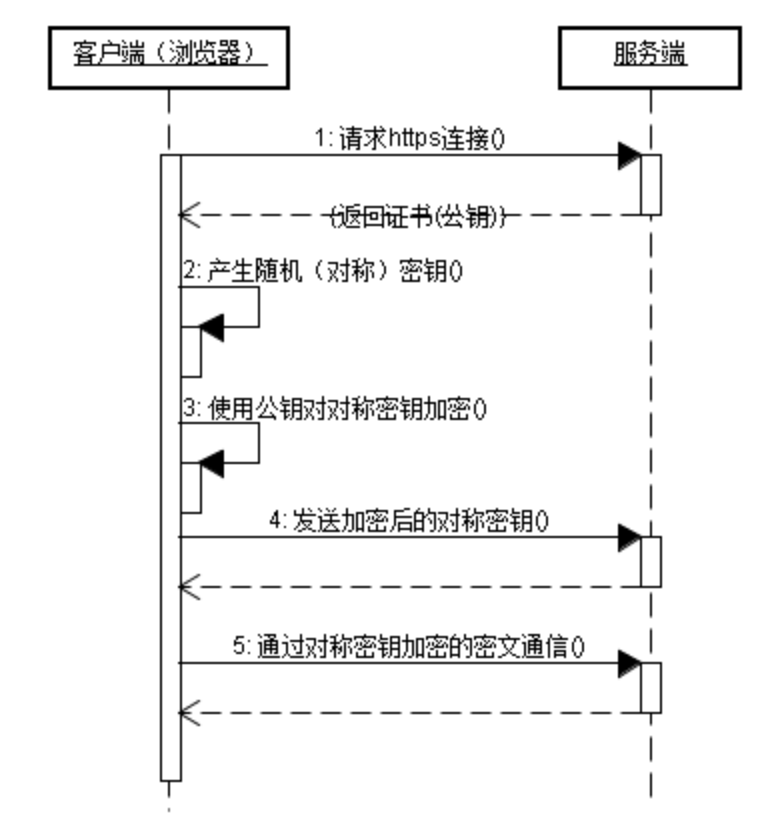 客户端（浏览器）
服务端
1: 请求https连接()
{返回证书(公钥)}
2: 产生随机（对称）密钥()
3: 使用公钥对对称密钥加密()
4: 发送加密后的对称密钥()
5: 通过对称密钥加密的密文通信()